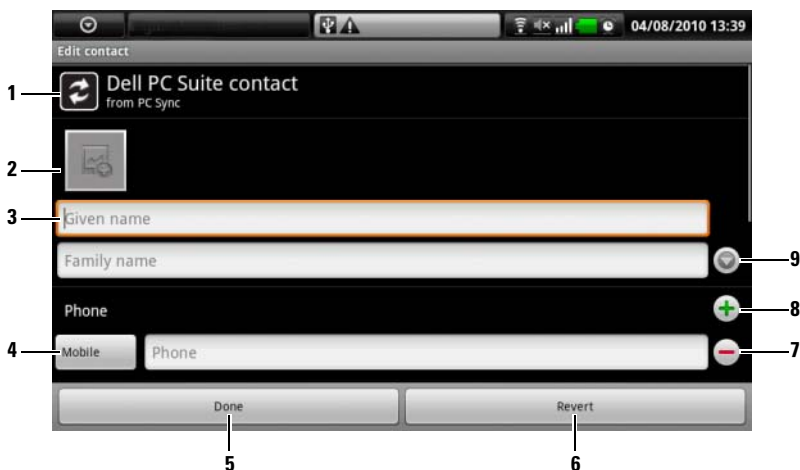 04/08/2010 13:39
Edit contact
1
Dell PC Suite contact
from PC Sync
2
3
Given name
Family name
9
Phone
8
4
Mobile
Phone
7
Done
Revert
5
6